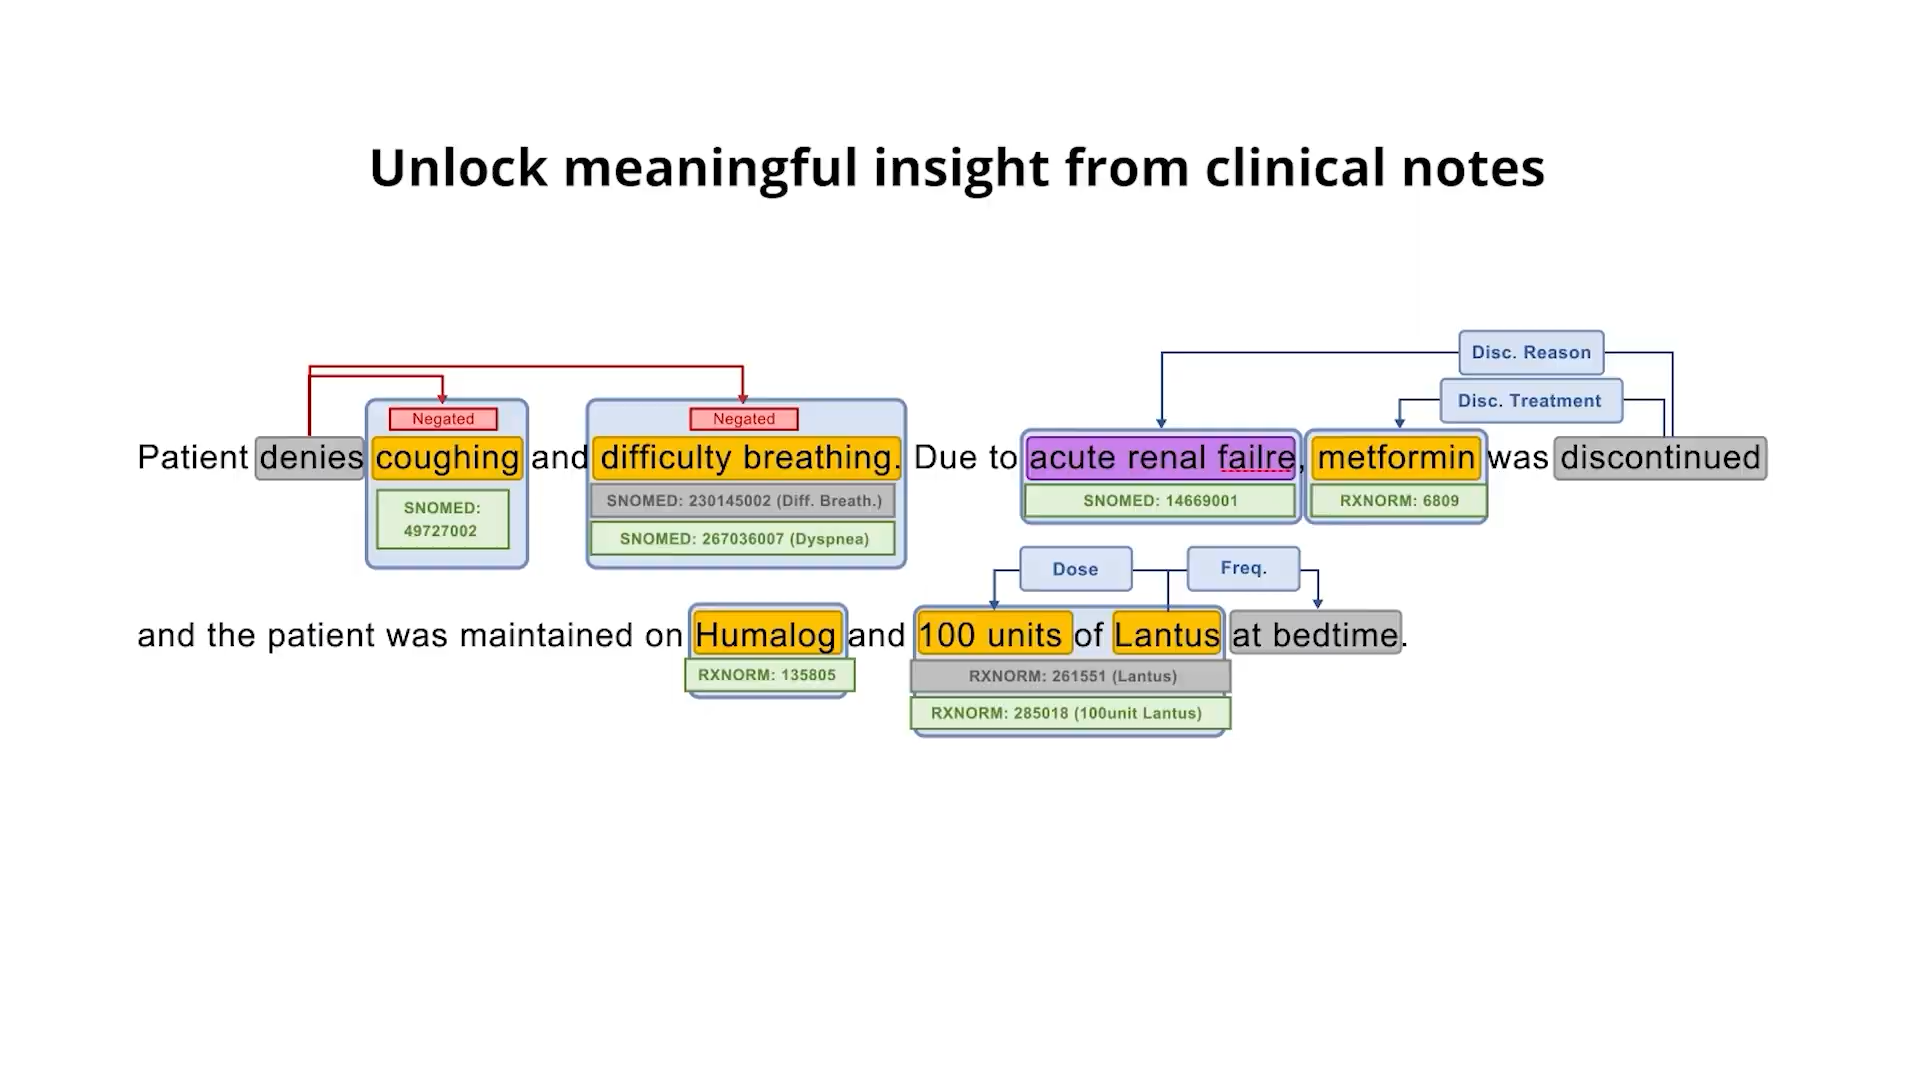 Unlock meaningful insight from clinical notes
Disc. Reason
Disc. Treatment
Negated
Negated
Patient denies coughing and difficulty breathing. Due to acute renal failre, metformin was discontinued
SNOMED:
49727002
SNOMED: 230145002 (Diff. Breath.)
SNOMED: 267036007 (Dyspnea)
SNOMED: 14669001
RXNORM: 6809
Dose
Freq.
and the patient was maintained on Humalog and 100 units of Lantus at bedtime.
RXNORM: 135805
RXNORM: 261551 (Lantus)
RXNORM: 285018 (100unit Lantus)